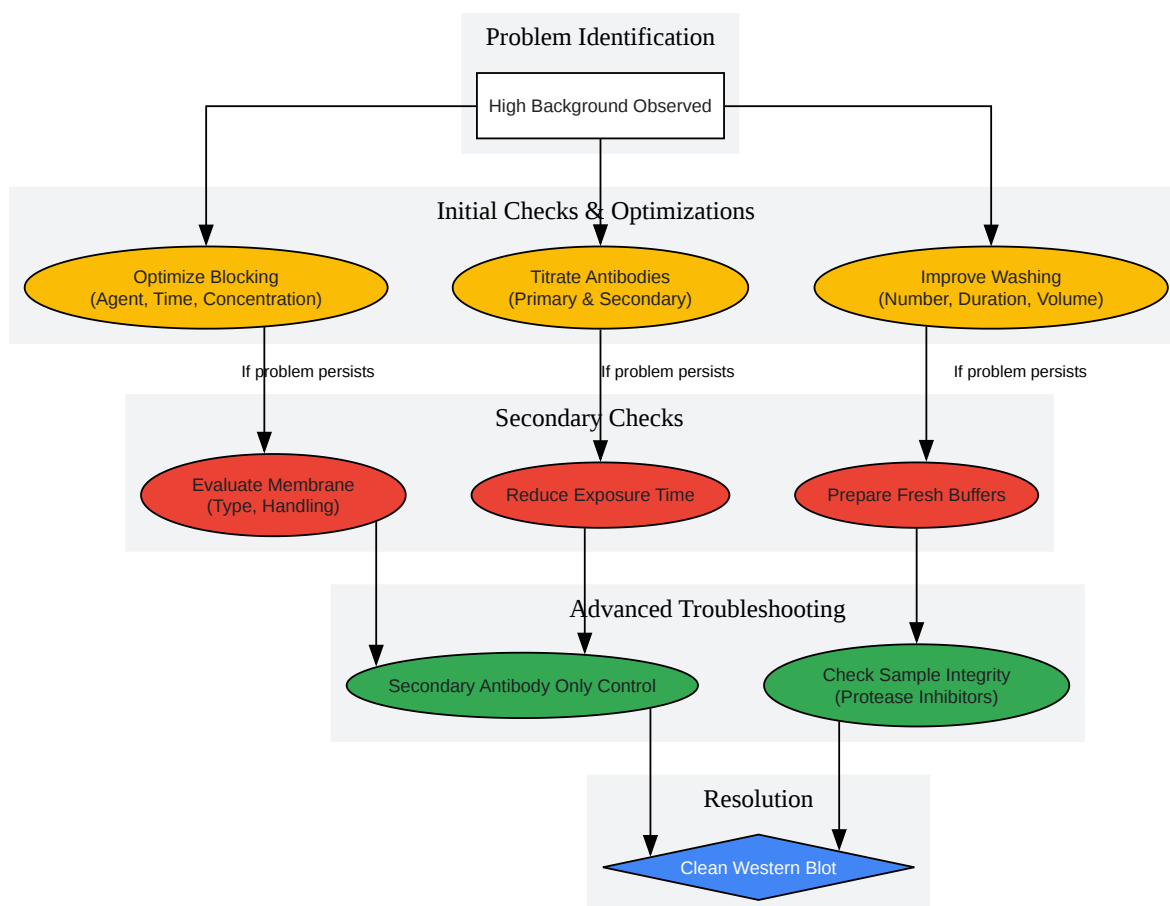 Problem Identification
High Background Observed
Initial Checks & Optimizations
Optimize Blocking
(Agent, Time, Concentration)
Titrate Antibodies
(Primary & Secondary)
Improve Washing
(Number, Duration, Volume)
If problem persists
If problem persists
If problem persists
Secondary Checks
Evaluate Membrane
(Type, Handling)
Reduce Exposure Time
Prepare Fresh Buffers
Advanced Troubleshooting
Secondary Antibody Only Control
Check Sample Integrity
(Protease Inhibitors)
Resolution
Clean Western Blot